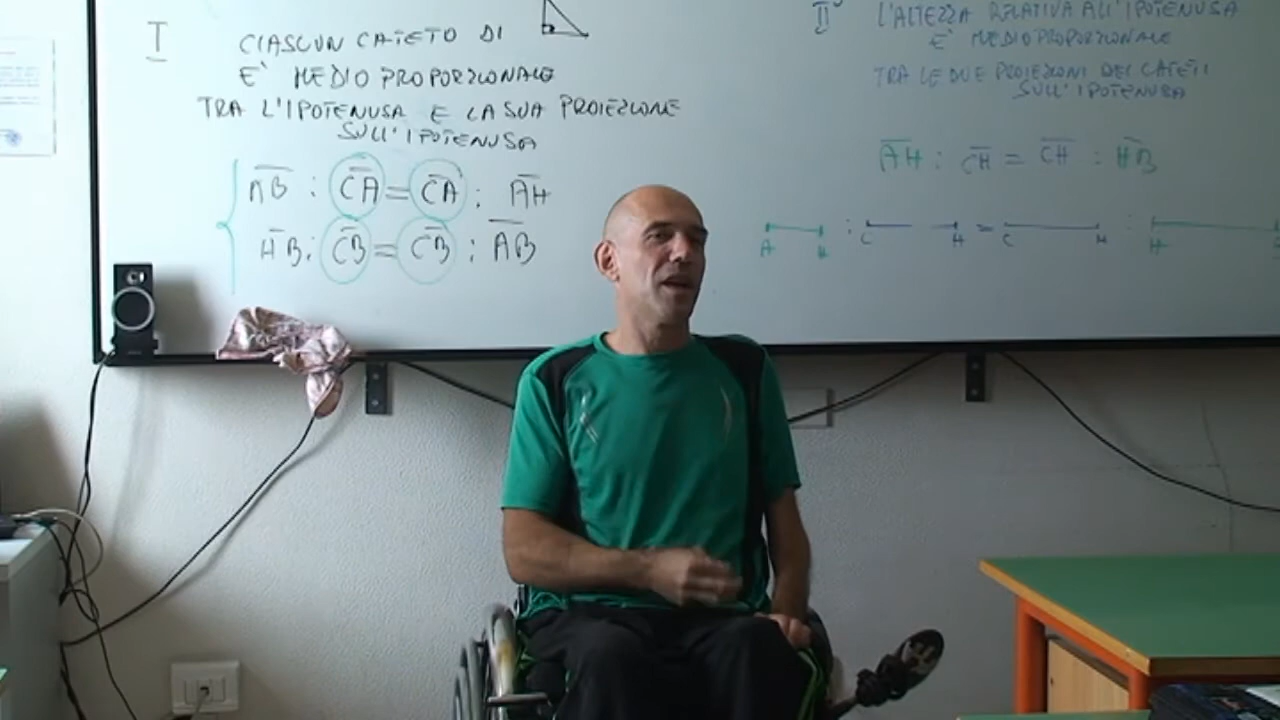 I
CIASCUN CATETO DI
E' MEDIO PROPORZIONALE
TRA L'IPOTENUSA E LA SUA PROIEZIONE
SULL'IPOTENUSA
AB : CA = CA : AH
HB : CB = CB : AB
II°
L'ALTEZZA RELATIVA ALL'IPOTENUSA
E' MEDIO PROPORZIONALE
TRA LE DUE PROIEZIONI DEI CATETI
SULL'IPOTENUSA
AH : CH = CH : HB
A H : C H = C H : H